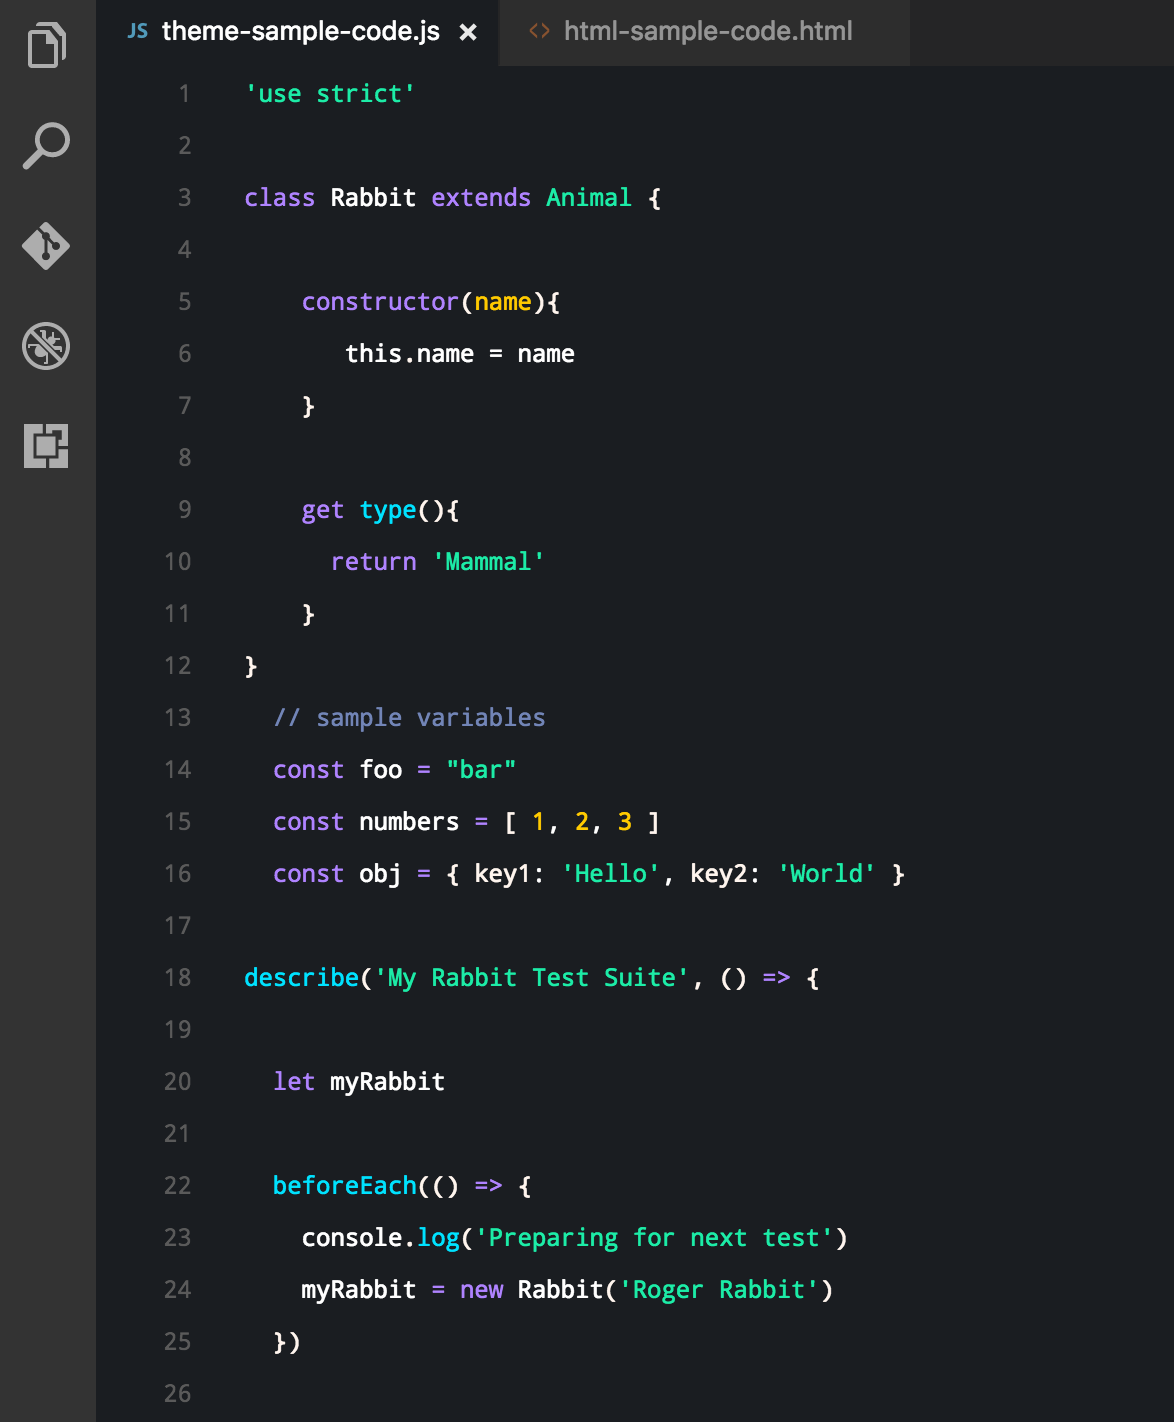 JS theme-sample-code.js × <> html-sample-code.html
1 'use strict'
2
3 class Rabbit extends Animal {
4
5     constructor(name){
6        this.name = name
7     }
8
9     get type(){
10      return 'Mammal'
11    }
12 }
13   // sample variables
14   const foo = "bar"
15   const numbers = [ 1, 2, 3 ]
16   const obj = { key1: 'Hello', key2: 'World' }
17
18 describe('My Rabbit Test Suite', () => {
19
20   let myRabbit
21
22   beforeEach(() => {
23     console.log('Preparing for next test')
24     myRabbit = new Rabbit('Roger Rabbit')
25   })
26